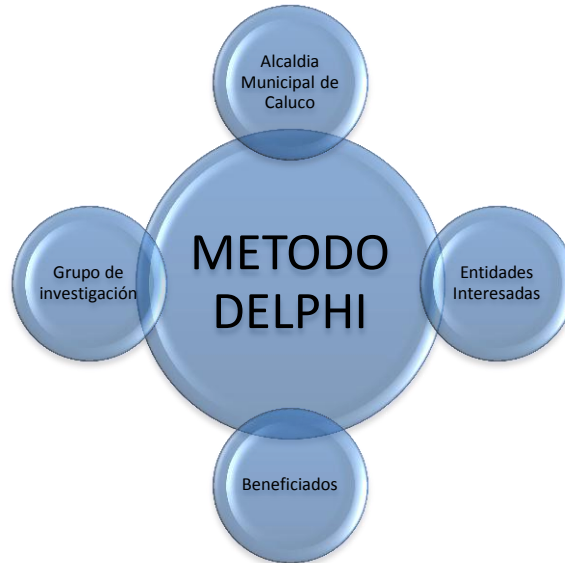 Alcaldia
Municipal de
Caluco
METODO
DELPHI
Grupo de
investigación
Entidades
Interesadas
Beneficiados